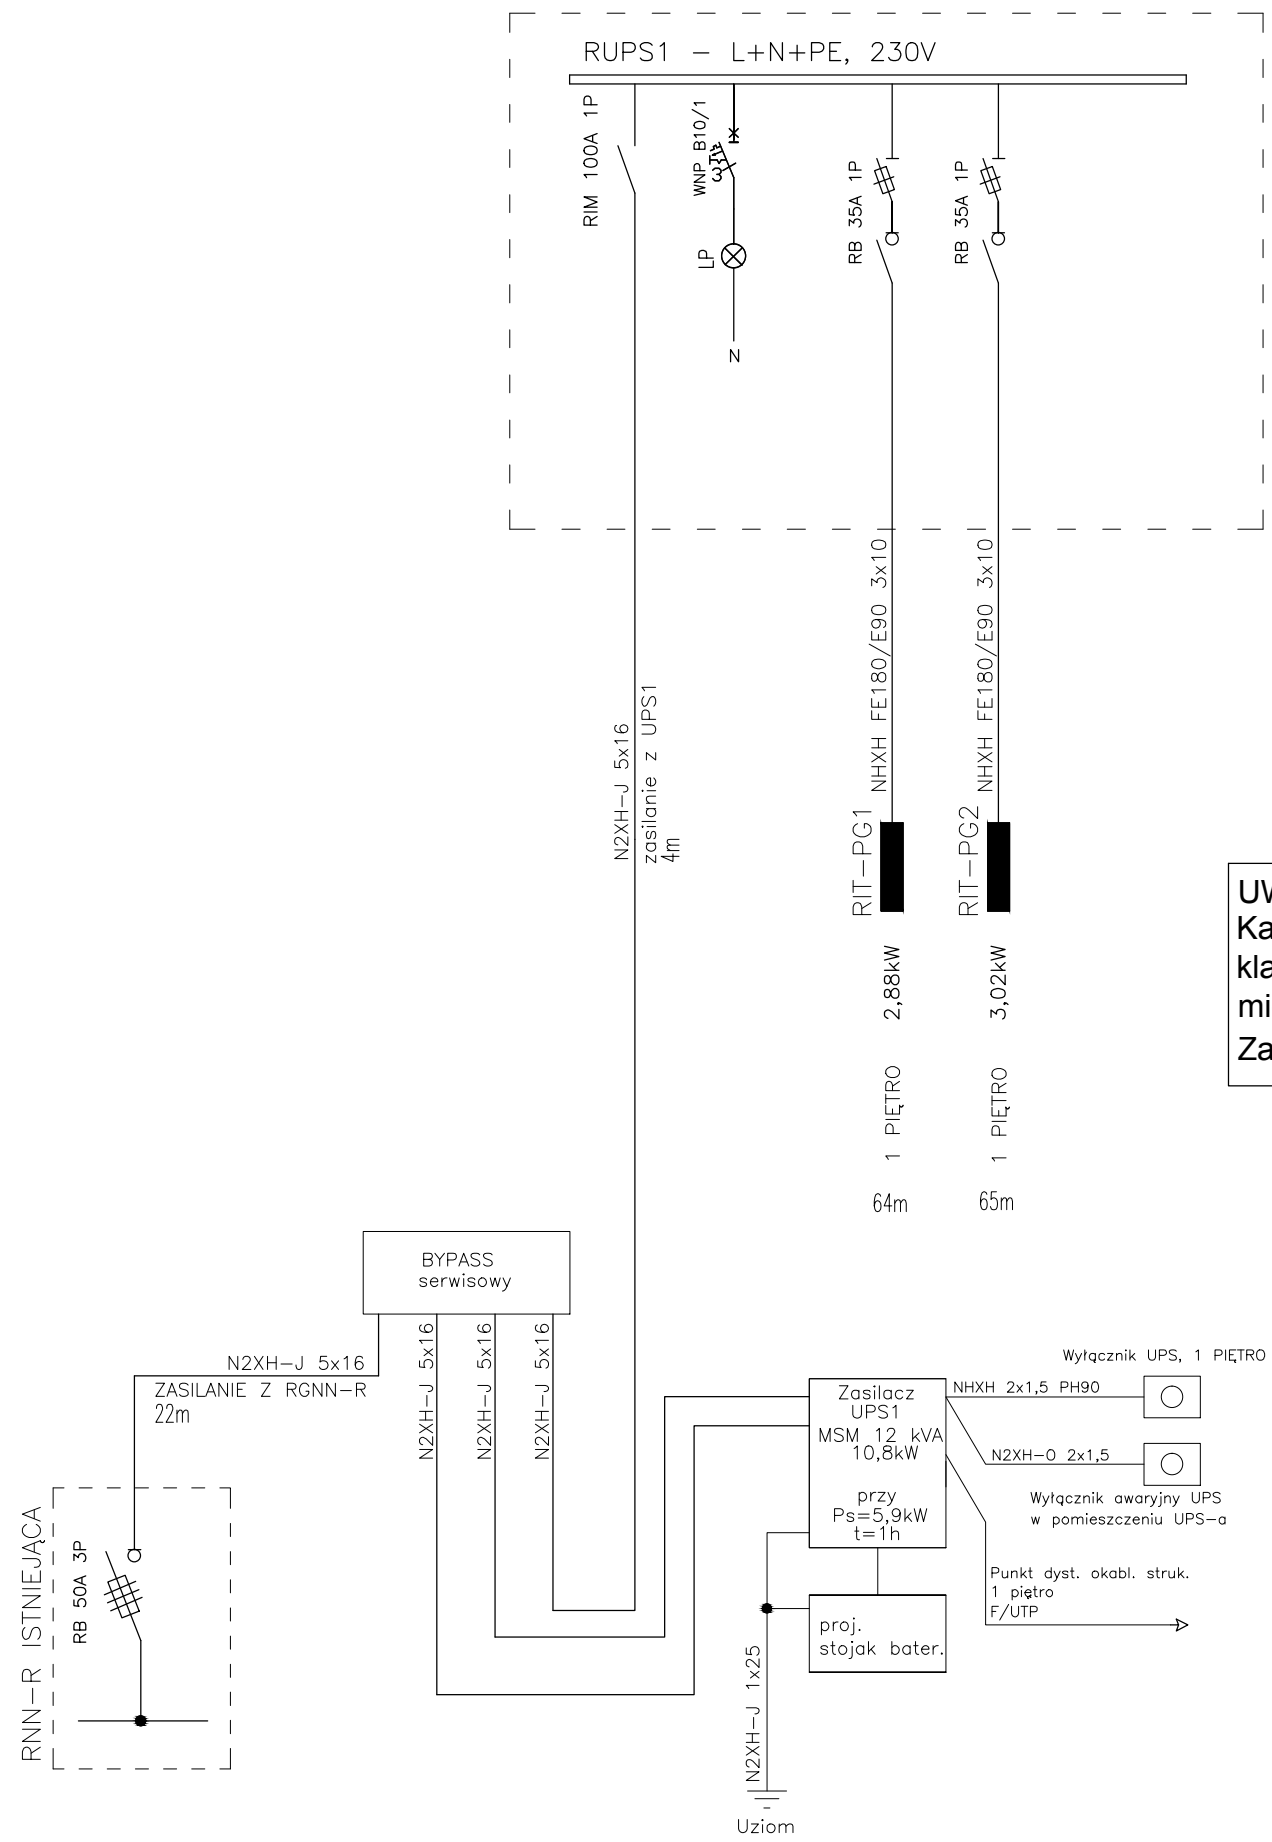 RUPS1 – L+N+PE, 230V
RIM 100A 1P
WNP B10/1
LP
N
RB 35A 1P
RB 35A 1P
N2XH–J 5x16
zasilanie z UPS1
4m
NHXH FE180/E90 3x10
NHXH FE180/E90 3x10
RIT–PG1
RIT–PG2
2,88kW
3,02kW
1 PIĘTRO
1 PIĘTRO
64m
65m
BYPASS
serwisowy
N2XH–J 5x16
ZASILANIE Z RGNN–R
22m
N2XH–J 5x16
N2XH–J 5x16
N2XH–J 5x16
RNN–R ISTNIEJĄCA
RB 50A 3P
Zasilacz
UPS1
MSM 12 kVA
10,8kW
przy
Ps=5,9kW
t=1h
proj.
stojak bater.
N2XH–J 1x25
Uziom
Wyłącznik UPS, 1 PIĘTRO
NHXH 2x1,5 PH90
N2XH–O 2x1,5
Wyłącznik awaryjny UPS
w pomieszczeniu UPS–a
Punkt dyst. okabl. struk.
1 piętro
F/UTP
Ka
kla
mi
Za